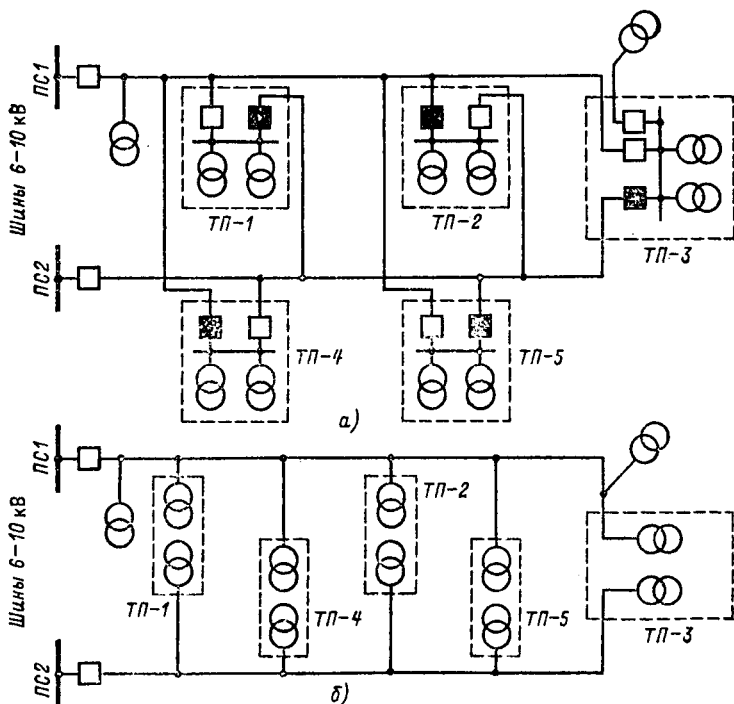 ПС1
Шины 6-10 кВ
ПС2
ТП-1
ТП-2
ТП-3
ТП-4
ТП-5
а)
ПС1
Шины 6-10 кВ
ПС2
ТП-1
ТП-4
ТП-2
ТП-5
ТП-3
б)